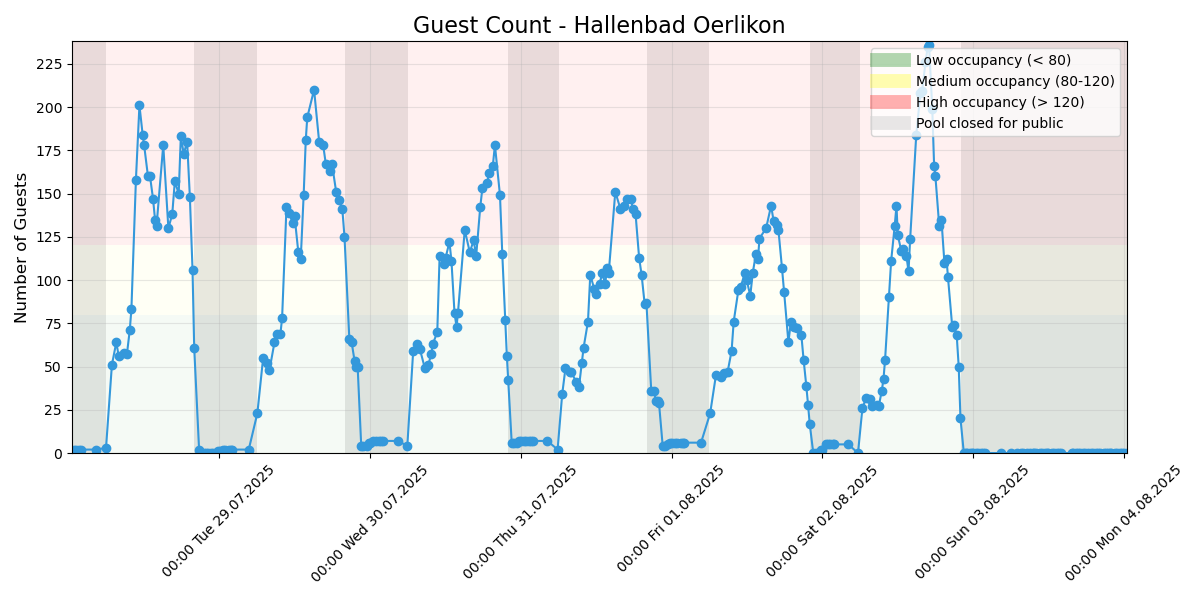 Guest Count - Hallenbad Oerlikon
Low occupancy (< 80)
Medium occupancy (80-120)
High occupancy (> 120)
Pool closed for public
Number of Guests
225
200
175
150
125
100
75
50
25
0
00:00 Tue 29.07.2025
00:00 Wed 30.07.2025
00:00 Thu 31.07.2025
00:00 Fri 01.08.2025
00:00 Sat 02.08.2025
00:00 Sun 03.08.2025
00:00 Mon 04.08.2025